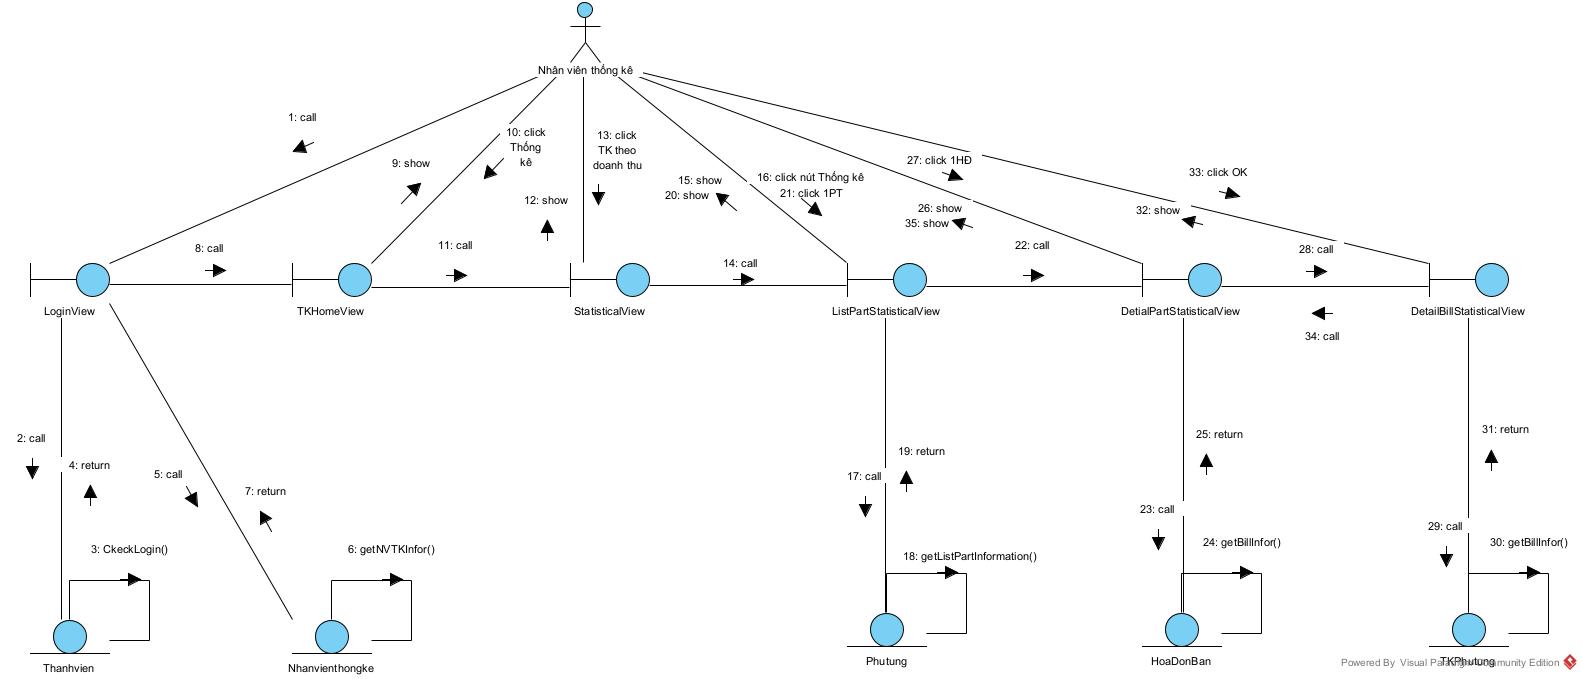 Nhân viên thống kê
1: call
9: show
10: click
Thống
kê
12: show
13: click
TK theo
doanh thu
15: show
20: show
16: click nút Thống kê
21: click 1PT
27: click 1HĐ
26: show
35: show
33: click OK
32: show
8: call
11: call
14: call
22: call
28: call
34: call
LoginView
TKHomeView
StatisticalView
ListPartStatisticalView
DetialPartStatisticalView
DetailBillStatisticalView
2: call
4: return
5: call
7: return
17: call
19: return
23: call
25: return
29: call
31: return
3: CkeckLogin()
6: getNVTKInfor()
18: getListPartInformation()
24: getBillInfor()
30: getBillInfor()
Thanhvien
Nhanvienthongke
Phutung
HoaDonBan
TKPhutung
Powered By Visual Paradigm Community Edition